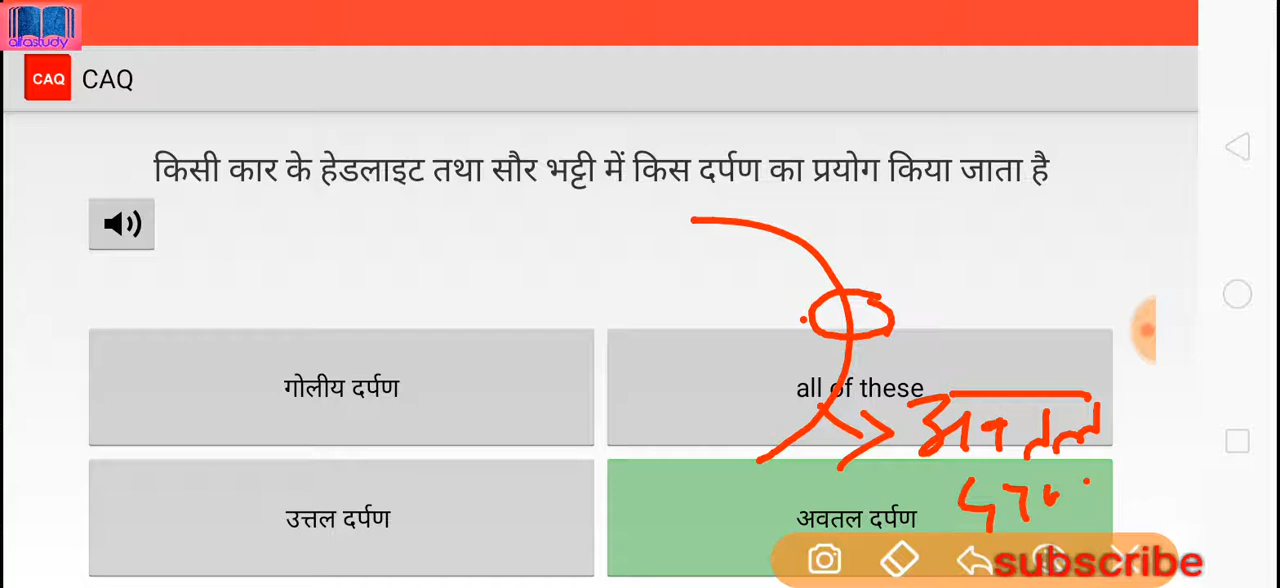 alfastudy
CAQ CAQ
किसी कार के हेडलाइट तथा सौर भट्टी में किस दर्पण का प्रयोग किया जाता है
गोलीय दर्पण
all of these
अवतल
उत्तल दर्पण
अवतल दर्पण
subscribe